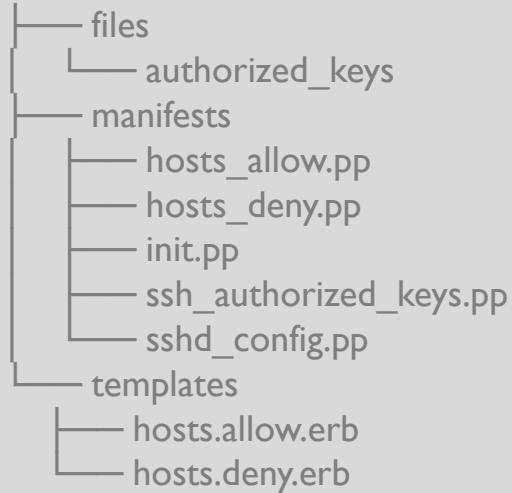 files
authorized_keys
manifests
hosts_allow.pp
hosts_deny.pp
init.pp
ssh_authorized_keys.pp
sshd_config.pp
templates
hosts.allow.erb
hosts.deny.erb